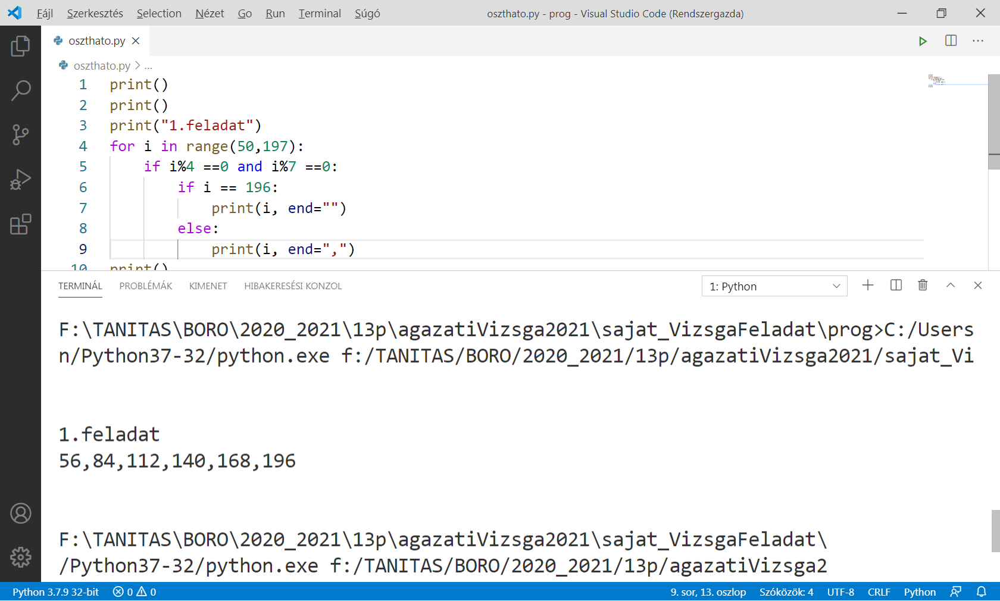 Fájl Szerkesztés Selection Nézet Go Run Terminal Súgó oszthato.py - prog - Visual Studio Code (Rendszergazda)
oszthato.py
oszthato.py > ...
1 print()
2 print()
3 print("1.feladat")
4 for i in range(50,197):
5 if i%4 ==0 and i%7 ==0:
6 if i == 196:
7 print(i, end="")
8 else:
9 print(i, end=",")
10 print()
TERMINÁL PROBLÉMÁK KIMENET HIBAKERESÉSI KONZOL 1: Python
F:\TANITAS\BORO\2020_2021\13p\agazatiVizsga2021\sajat_VizsgaFeladat\prog>C:/Users
n/Python37-32/python.exe f:/TANITAS/BORO/2020_2021/13p/agazatiVizsga2021/sajat_Vi
1.feladat
56,84,112,140,168,196
F:\TANITAS\BORO\2020_2021\13p\agazatiVizsga2021\sajat_VizsgaFeladat\
/Python37-32/python.exe f:/TANITAS/BORO/2020_2021/13p/agazatiVizsga2
Python 3.7.9 32-bit 0 0 9. sor, 13. oszlop Szóközök: 4 UTF-8 CRLF Python